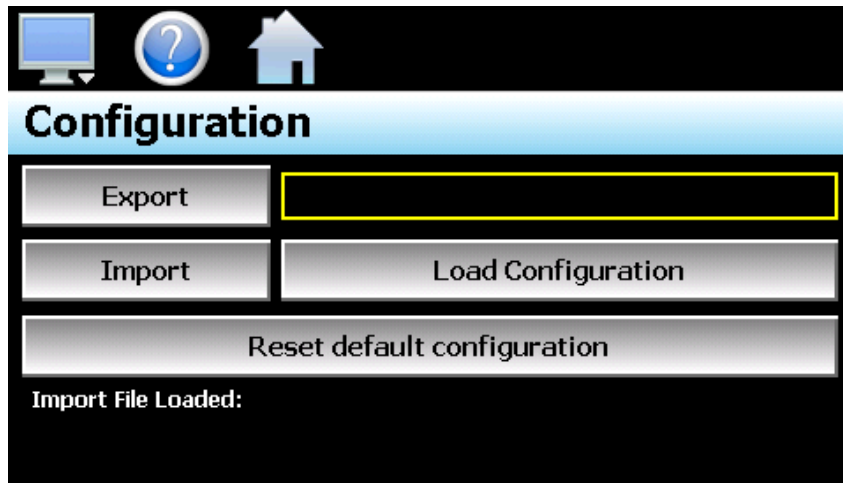 ?
Configuration
Export
Import
Load Configuration
Reset default configuration
Import File Loaded: